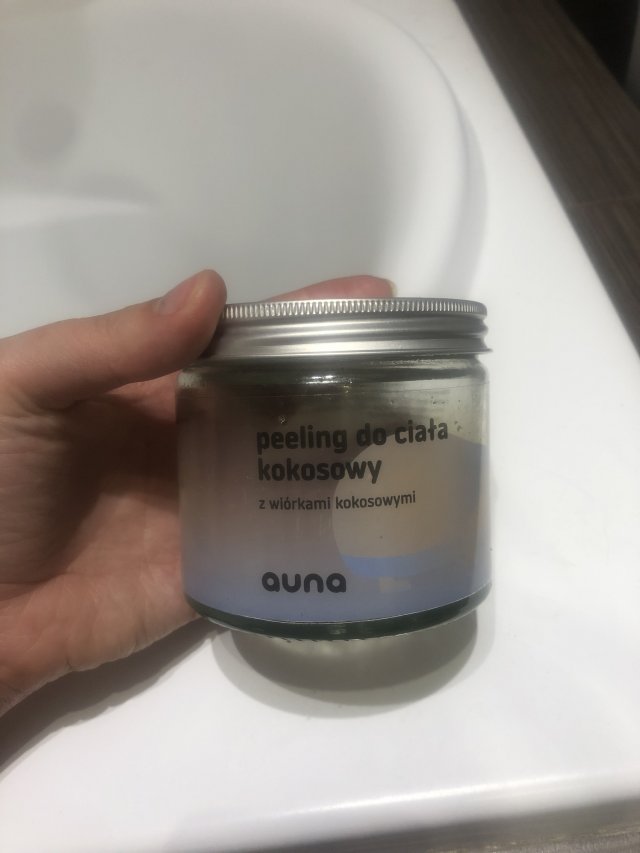 peeling do ciała
kokosowy
z wiórkami kokosowymi
auna